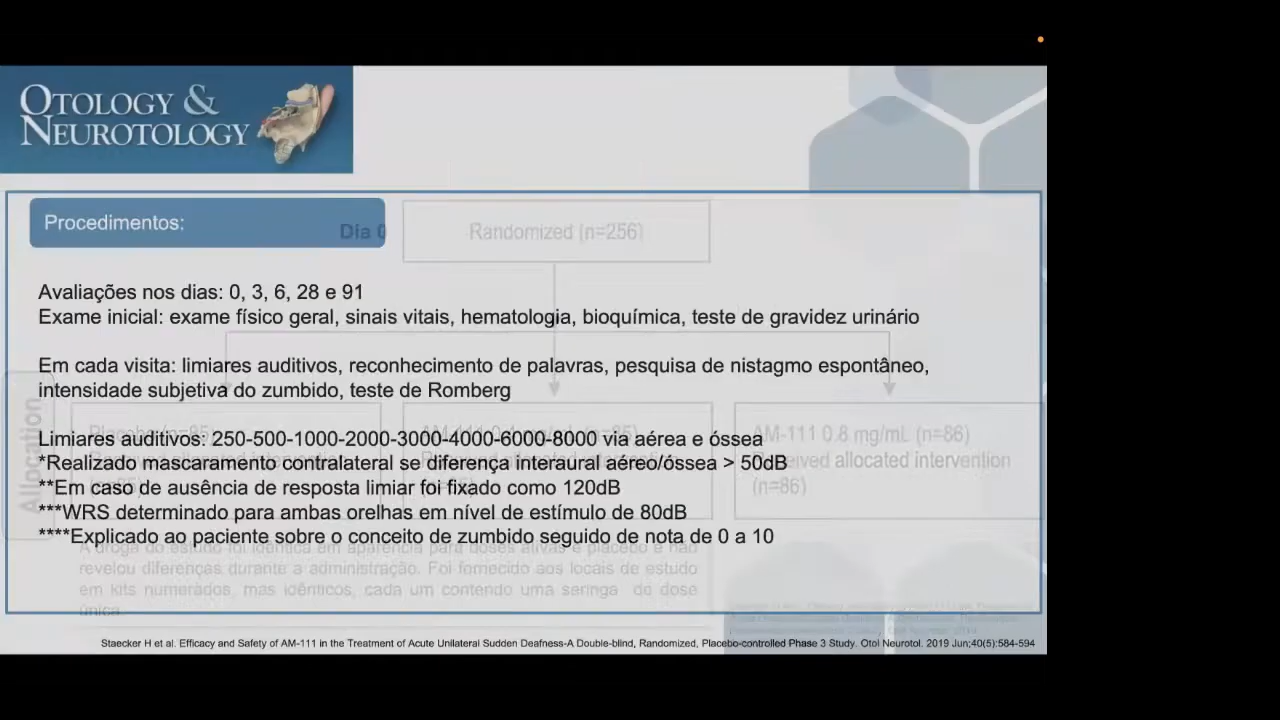 OTOLOGY &
NEUROTOLOGY
Procedimentos:
Dia 0
Randomized (n=256)
Avaliações nos dias: 0, 3, 6, 28 e 91
Exame inicial: exame físico geral, sinais vitais, hematologia, bioquímica, teste de gravidez urinário
Em cada visita: limiares auditivos, reconhecimento de palavras, pesquisa de nistagmo espontâneo,
intensidade subjetiva do zumbido, teste de Romberg
Allocation
Limiares auditivos: 250-500-1000-2000-3000-4000-6000-8000 via aérea e óssea
*Realizado mascaramento contralateral se diferença interaural aéreo/óssea > 50dB
**Em caso de ausência de resposta limiar foi fixado como 120dB
***WRS determinado para ambas orelhas em nível de estímulo de 80dB
****Explicado ao paciente sobre o conceito de zumbido seguido de nota de 0 a 10
AM-111 0.8 mg/mL (n=86)
Received allocated intervention
(n=86)
A droga do estudo foi idêntica em aparência para doses ativas e placebo e não
revelou diferenças durante a administração. Foi fornecido aos locais de estudo
em kits numerados, mas idênticos, cada um contendo uma seringa de dose
única.
Staecker H et al. Efficacy and Safety of AM-111 in the Treatment of Acute Unilateral Sudden Deafness-A Double-blind, Randomized, Placebo-controlled Phase 3 Study. Otol Neurotol. 2019 Jun;40(5):584-594